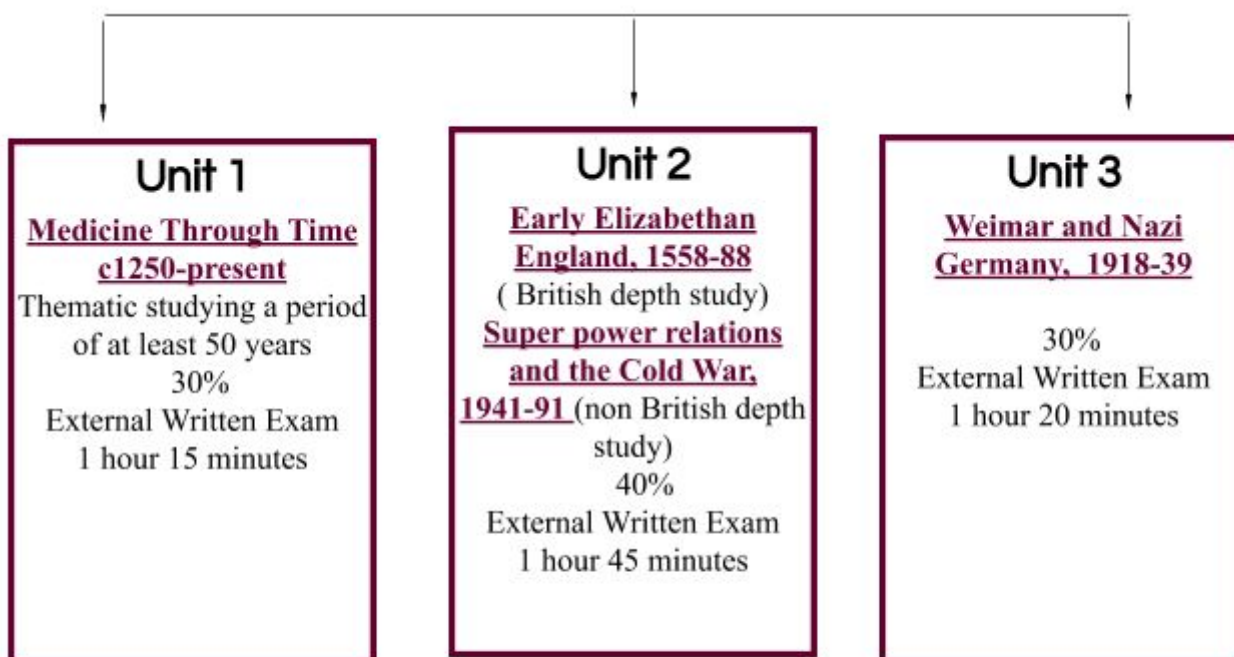 Unit 1
Medicine Through Time
c1250-present
Thematic studying a period
of at least 50 years
30%
External Written Exam
1 hour 15 minutes
Unit 2
Early Elizabethan
England, 1558-88
( British depth study)
Super power relations
and the Cold War,
1941-91 (non British depth
study)
40%
External Written Exam
1 hour 45 minutes
Unit 3
Weimar and Nazi
Germany, 1918-39
30%
External Written Exam
1 hour 20 minutes